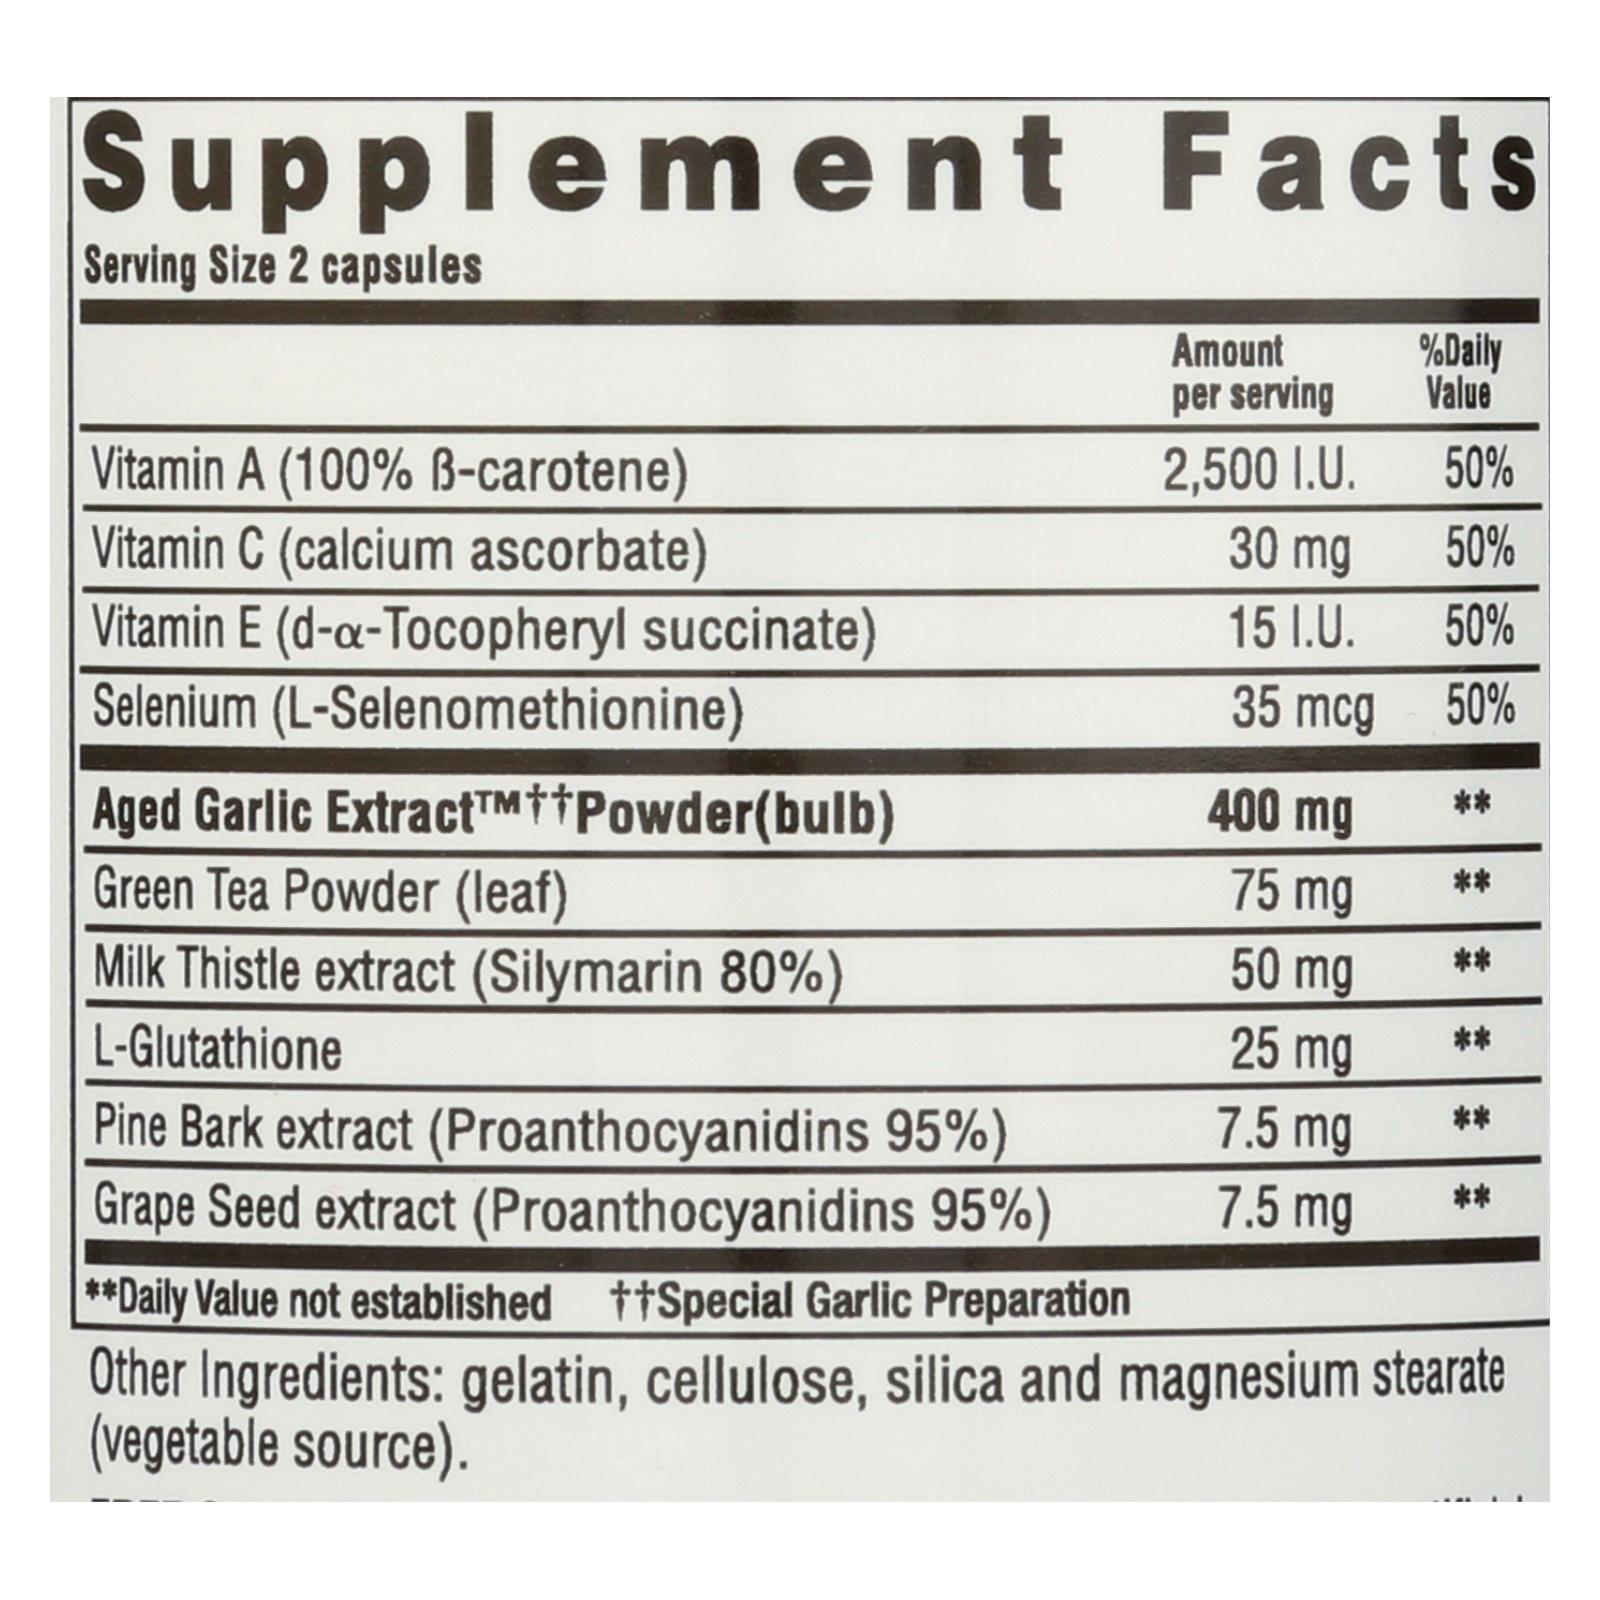 Supplement Facts
Serving Size 2 capsules
Amount per serving %Daily Value
Vitamin A (100% ß-carotene) 2,500 I.U. 50%
Vitamin C (calcium ascorbate) 30 mg 50%
Vitamin E (d-α-Tocopheryl succinate) 15 I.U. 50%
Selenium (L-Selenomethionine) 35 mcg 50%
Aged Garlic Extract™††Powder(bulb) 400 mg **
Green Tea Powder (leaf) 75 mg **
Milk Thistle extract (Silymarin 80%) 50 mg **
L-Glutathione 25 mg **
Pine Bark extract (Proanthocyanidins 95%) 7.5 mg **
Grape Seed extract (Proanthocyanidins 95%) 7.5 mg **
**Daily Value not established ††Special Garlic Preparation
Other Ingredients: gelatin, cellulose, silica and magnesium stearate
(vegetable source).